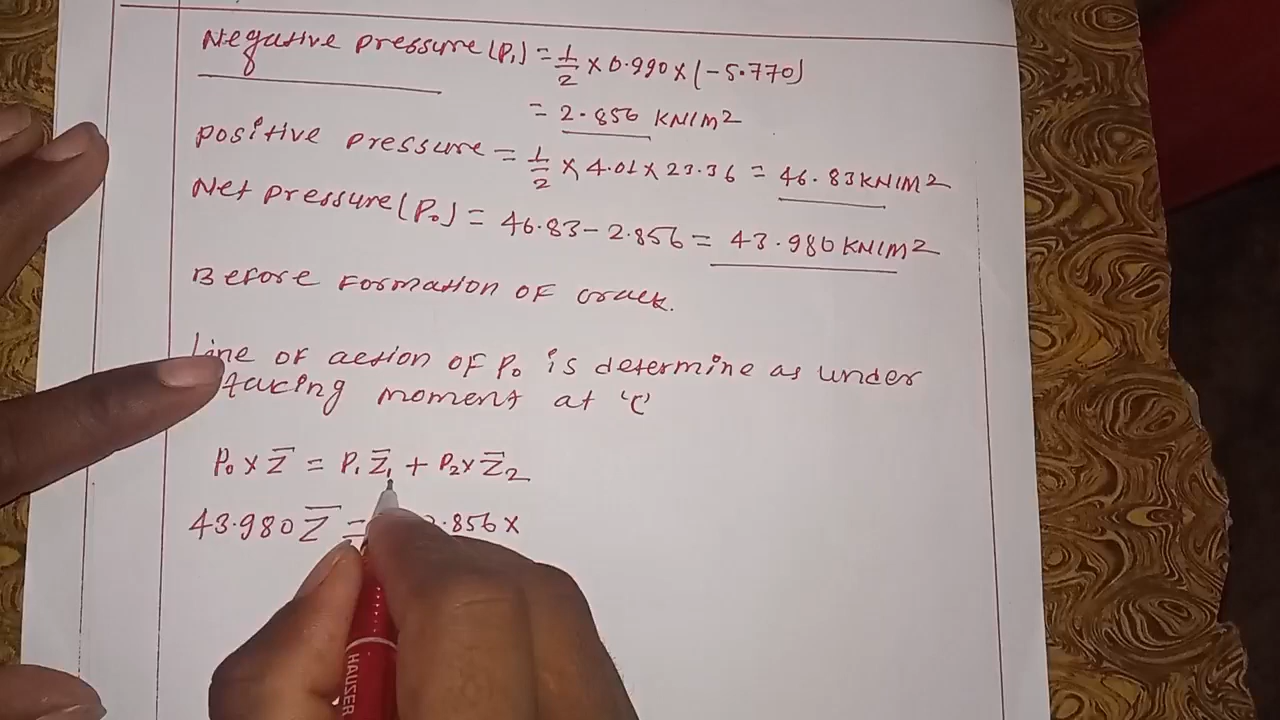 Negative pressure (P1) = 1/2 × 0.990 × (-5.770)
= 2.856 KN/M2
Positive pressure = 1/2 × 4.01 × 23.36 = 46.83 KN/M2
Net pressure (P0) = 46.83 - 2.856 = 43.980 KN/M2
Before Formation OF crack.
Line OF action OF P0 is determine as under
moment at 'C'
P0 × Z̅ = P1 Z̅1 + P2 × Z̅2
43.980 Z̅ = .856 ×
HAUSER